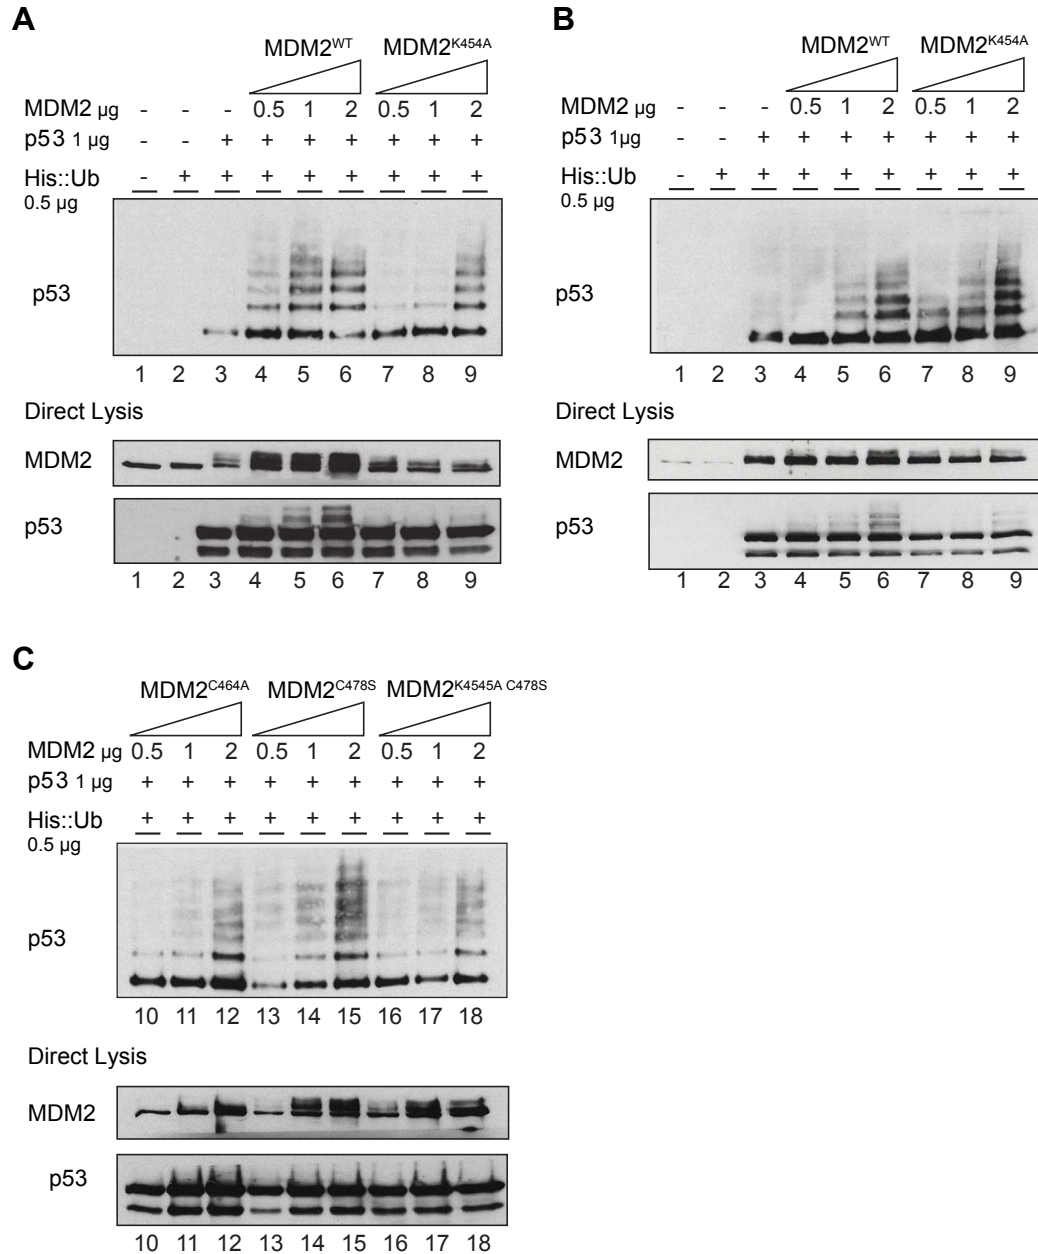 A
MDM2WT MDM2K454A
MDM2 µg - - - 0.5 1 2 0.5 1 2
p53 1 µg - - + + + + + + +
His::Ub - + + + + + + + +
0.5 µg
p53
1 2 3 4 5 6 7 8 9
Direct Lysis
MDM2
p53
1 2 3 4 5 6 7 8 9
B
MDM2WT MDM2K454A
MDM2 µg - - - 0.5 1 2 0.5 1 2
p53 1µg - - + + + + + + +
His::Ub - + + + + + + + +
0.5 µg
p53
1 2 3 4 5 6 7 8 9
Direct Lysis
MDM2
p53
1 2 3 4 5 6 7 8 9
C
MDM2C464A MDM2C478S MDM2K4545A C478S
MDM2 µg 0.5 1 2 0.5 1 2 0.5 1 2
p53 1 µg + + + + + + + + +
His::Ub + + + + + + + + +
0.5 µg
p53
10 11 12 13 14 15 16 17 18
Direct Lysis
MDM2
p53
10 11 12 13 14 15 16 17 18